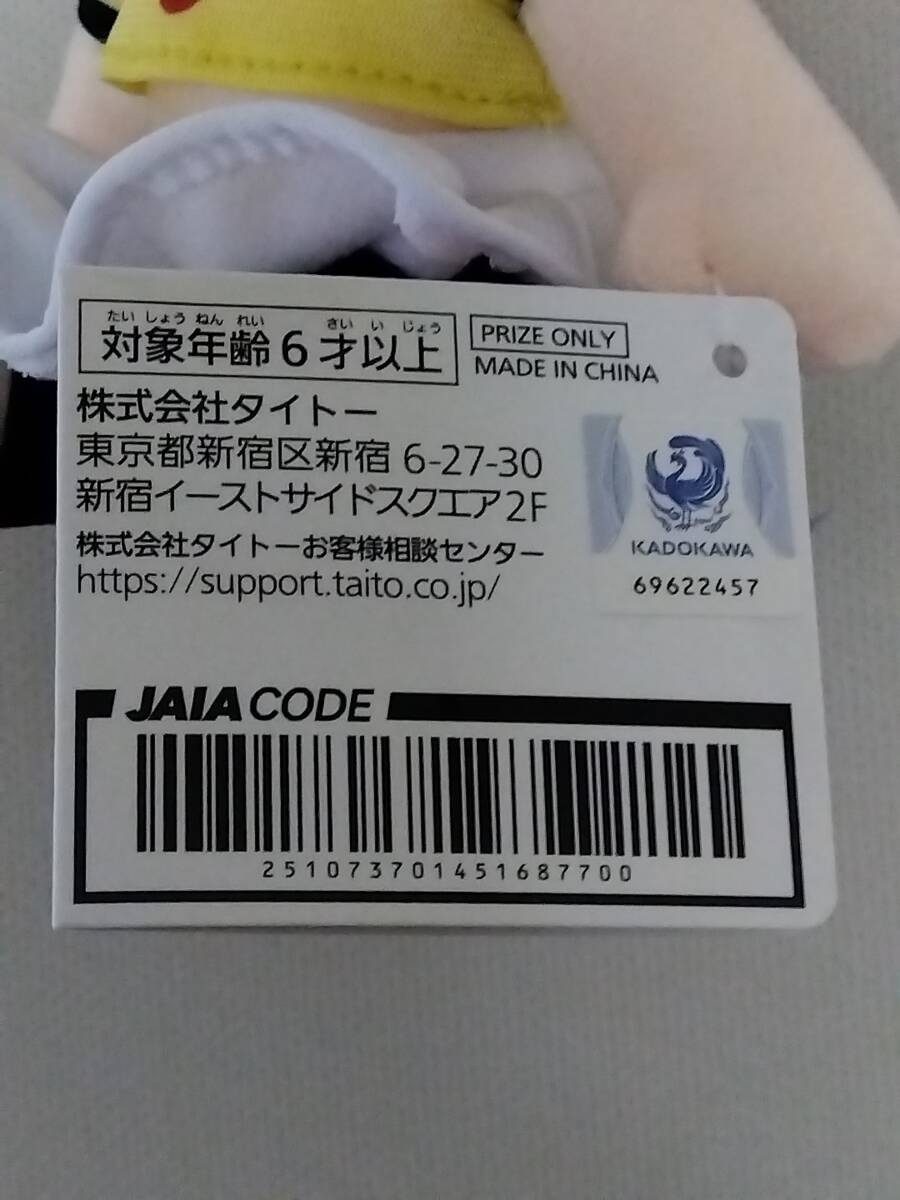 たいしょうねんれい さいいじょう
対象年齢6才以上
PRIZE ONLY
MADE IN CHINA
株式会社タイトー
東京都新宿区新宿 6-27-30
新宿イーストサイドスクエア2F
株式会社タイトーお客様相談センター
https://support.taito.co.jp/
KADOKAWA
69622457
JAIA CODE
251073701451687700